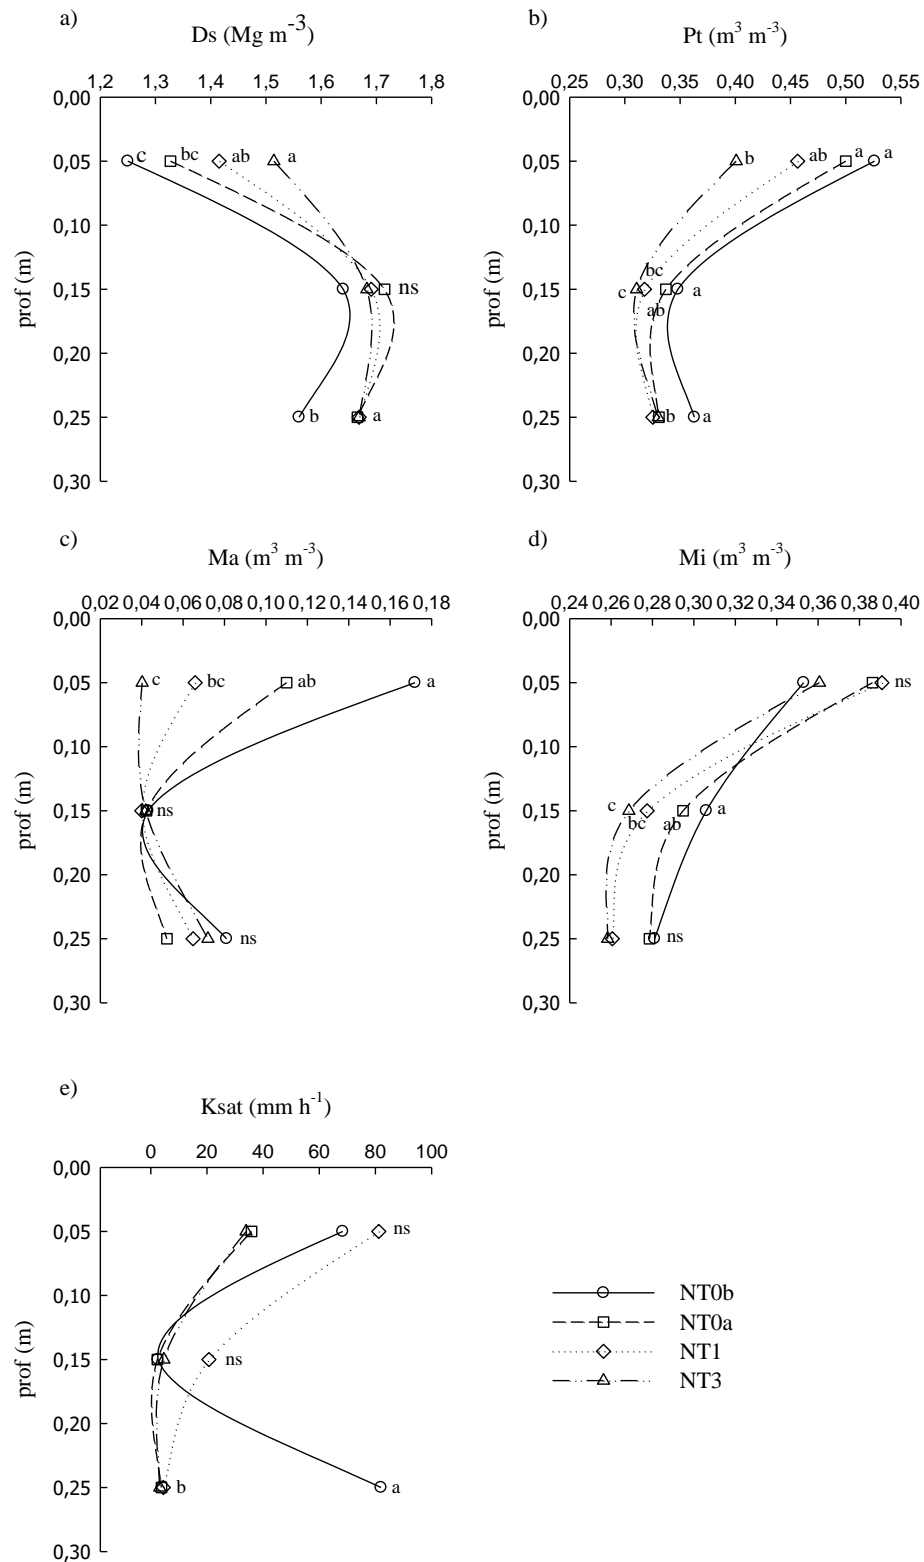 a)
Ds (Mg m-3)
1,2 1,3 1,4 1,5 1,6 1,7 1,8
prof (m)
0,00
0,05
0,10
0,15
0,20
0,25
0,30
c bc ab a
ns
b a
b)
Pt (m3 m-3)
0,25 0,30 0,35 0,40 0,45 0,50 0,55
prof (m)
0,00
0,05
0,10
0,15
0,20
0,25
0,30
b ab a a
bc
c a
ab
b a
c)
Ma (m3 m-3)
0,02 0,04 0,06 0,08 0,10 0,12 0,14 0,16 0,18
prof (m)
0,00
0,05
0,10
0,15
0,20
0,25
0,30
c bc ab a
ns
ns
d)
Mi (m3 m-3)
0,24 0,26 0,28 0,30 0,32 0,34 0,36 0,38 0,40
prof (m)
0,00
0,05
0,10
0,15
0,20
0,25
0,30
ns
c a
bc ab
ns
e)
Ksat (mm h-1)
0 20 40 60 80 100
prof (m)
0,00
0,05
0,10
0,15
0,20
0,25
0,30
ns
ns
b a
NT0b
NT0a
NT1
NT3